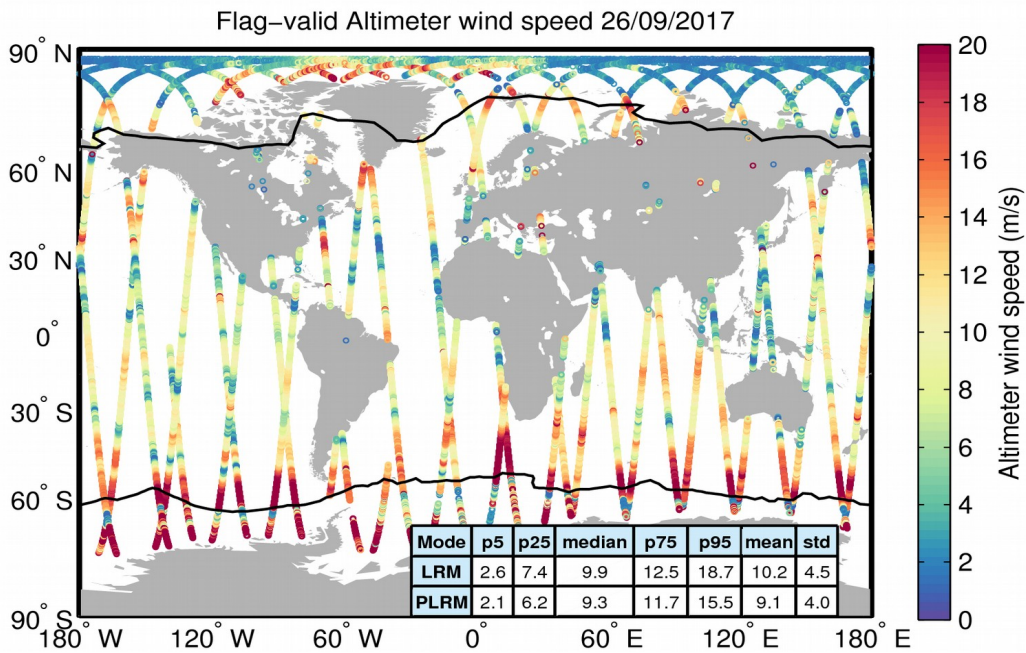 Flag−valid Altimeter wind speed 26/09/2017
90° N
60° N
30° N
0°
30° S
60° S
90° S
180° W
120° W
60° W
0°
60° E
120° E
180° E
Mode p5 p25 median p75 p95 mean std
LRM 2.6 7.4 9.9 12.5 18.7 10.2 4.5
PLRM 2.1 6.2 9.3 11.7 15.5 9.1 4.0
20
18
16
14
12
10
8
6
4
2
0
Altimeter wind speed (m/s)